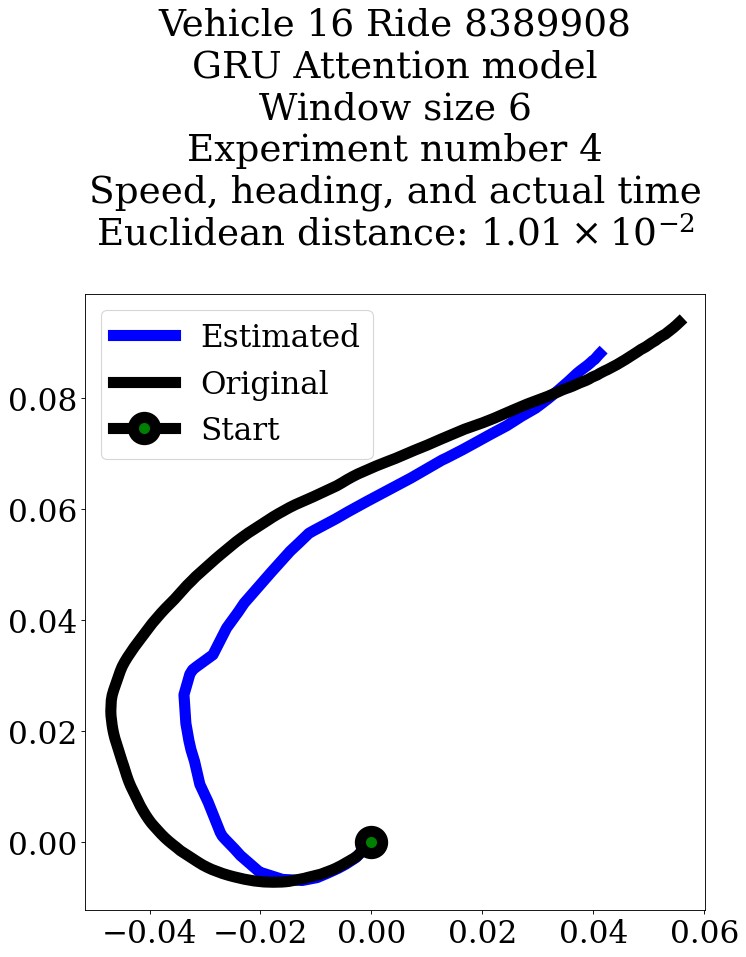 Vehicle 16 Ride 8389908
GRU Attention model
Window size 6
Experiment number 4
Speed, heading, and actual time
Euclidean distance: 1.01 × 10⁻²
Estimated
Original
Start
0.08
0.06
0.04
0.02
0.00
−0.04 −0.02 0.00 0.02 0.04 0.06